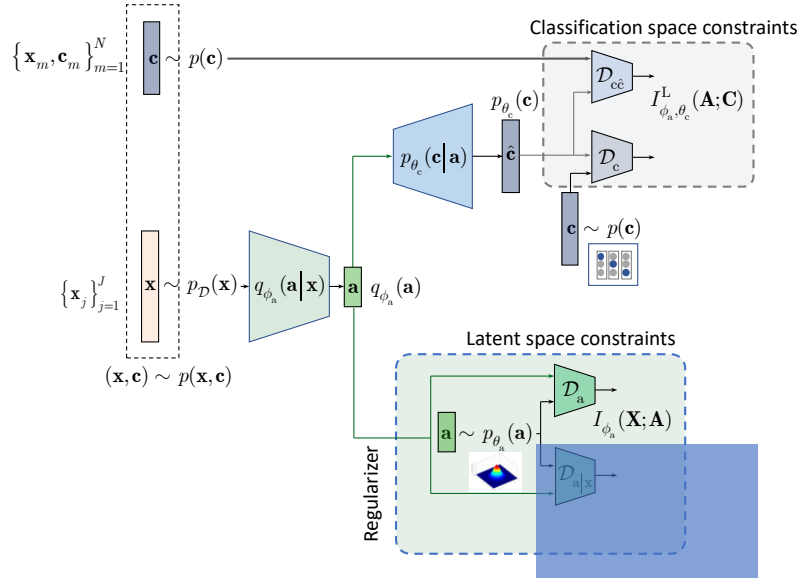 Classification space constraints
{x_m, c_m}_{m=1}^N
c ∼ p(c)
D_{cĉ}
I^L_{ϕ_a,θ_c}(A;C)
p_{θ_c}(c)
p_{θ_c}(c|a)
ĉ
D_c
c ∼ p(c)
{x_j}_{j=1}^J
x ∼ p_D(x)
q_{ϕ_a}(a|x)
a
q_{ϕ_a}(a)
(x,c) ∼ p(x,c)
Latent space constraints
D_a
I_{ϕ_a}(X;A)
a ∼ p_{θ_a}(a)
D_{a|x}
Regularizer